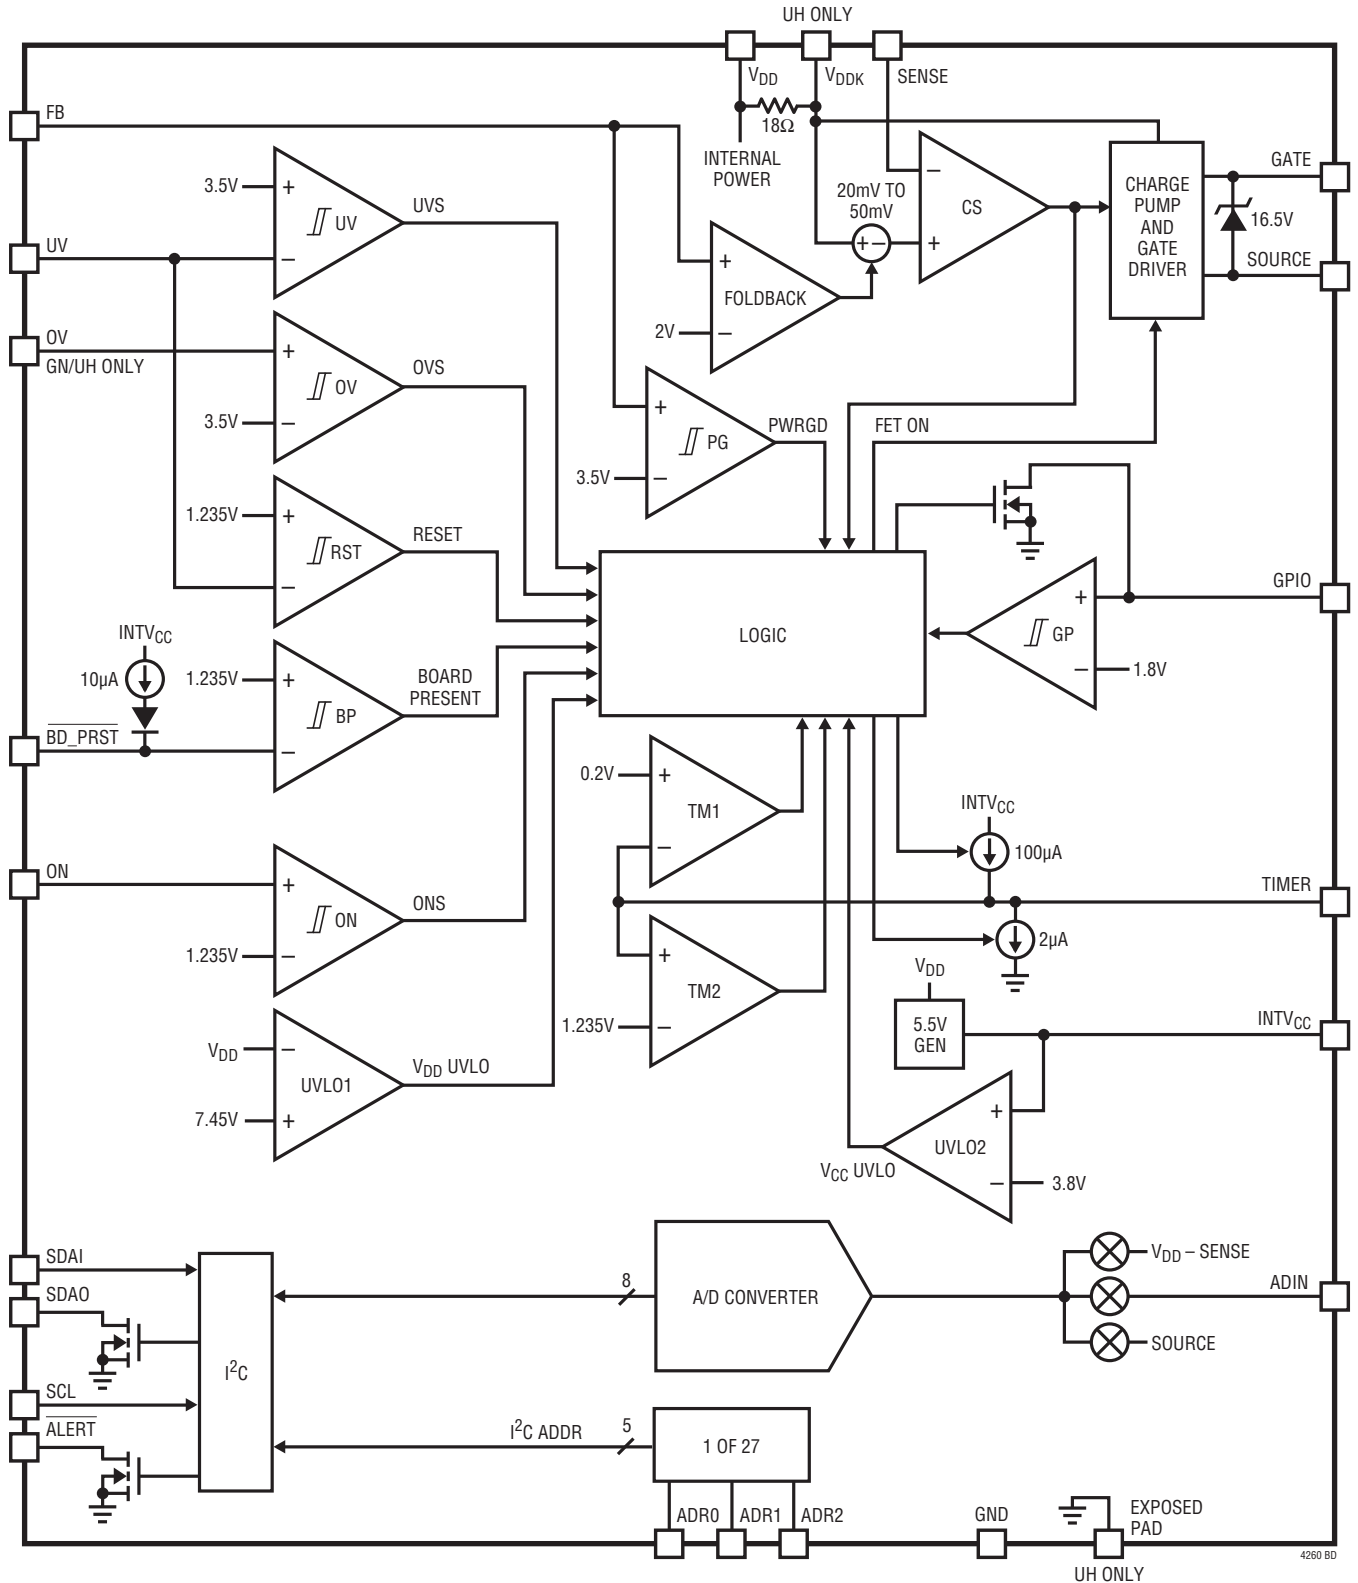 UH ONLY
VDD
VDDK
SENSE
FB
18Ω
INTERNAL
POWER
3.5V
+
UV
−
UVS
UV
20mV TO
50mV
+−
−
CS
+
CHARGE
PUMP
AND
GATE
DRIVER
GATE
16.5V
SOURCE
+
FOLDBACK
2V
−
OV
GN/UH ONLY
+
OV
3.5V
−
OVS
+
PG
3.5V
−
PWRGD
FET ON
1.235V
+
RST
−
RESET
LOGIC
GPIO
+
GP
−
1.8V
INTVCC
10µA
1.235V
+
BP
−
BOARD
PRESENT
BD_PRST
0.2V
+
TM1
−
INTVCC
100µA
ON
+
ON
1.235V
−
ONS
TIMER
2µA
+
TM2
1.235V
−
VDD
5.5V
GEN
INTVCC
VDD
−
UVLO1
7.45V
+
VDD UVLO
+
UVLO2
−
3.8V
VCC UVLO
SDAI
SDAO
SCL
ALERT
I2C
8
A/D CONVERTER
VDD – SENSE
ADIN
SOURCE
I2C ADDR
5
1 OF 27
ADR0
ADR1
ADR2
GND
EXPOSED
PAD
UH ONLY
4260 BD